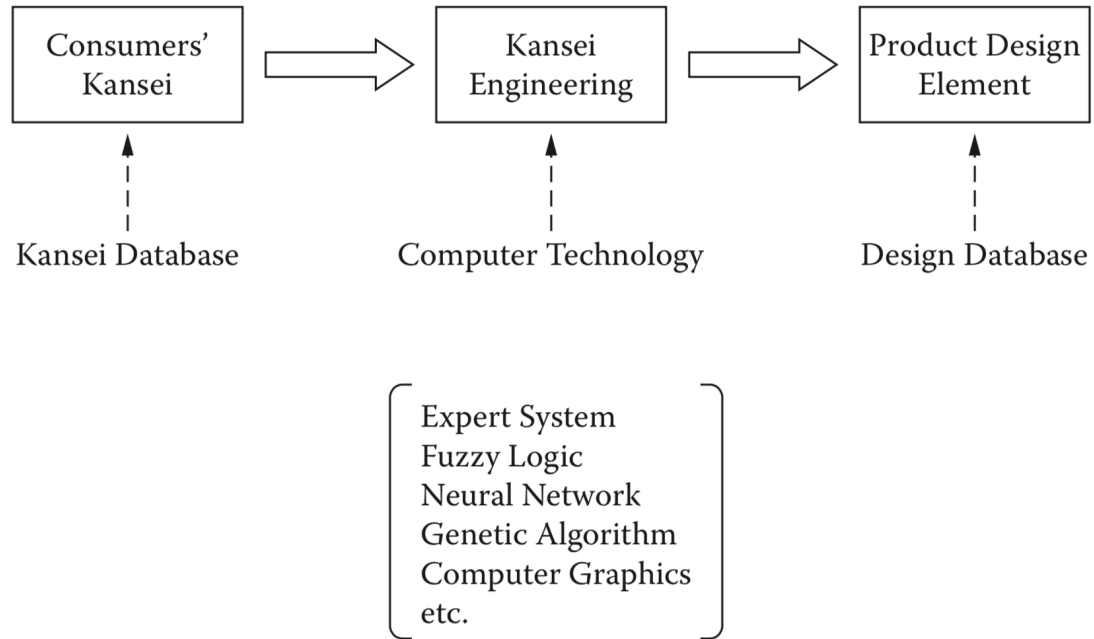 Consumers’
Kansei
Kansei
Engineering
Product Design
Element
Kansei Database
Computer Technology
Design Database
Expert System
Fuzzy Logic
Neural Network
Genetic Algorithm
Computer Graphics
etc.